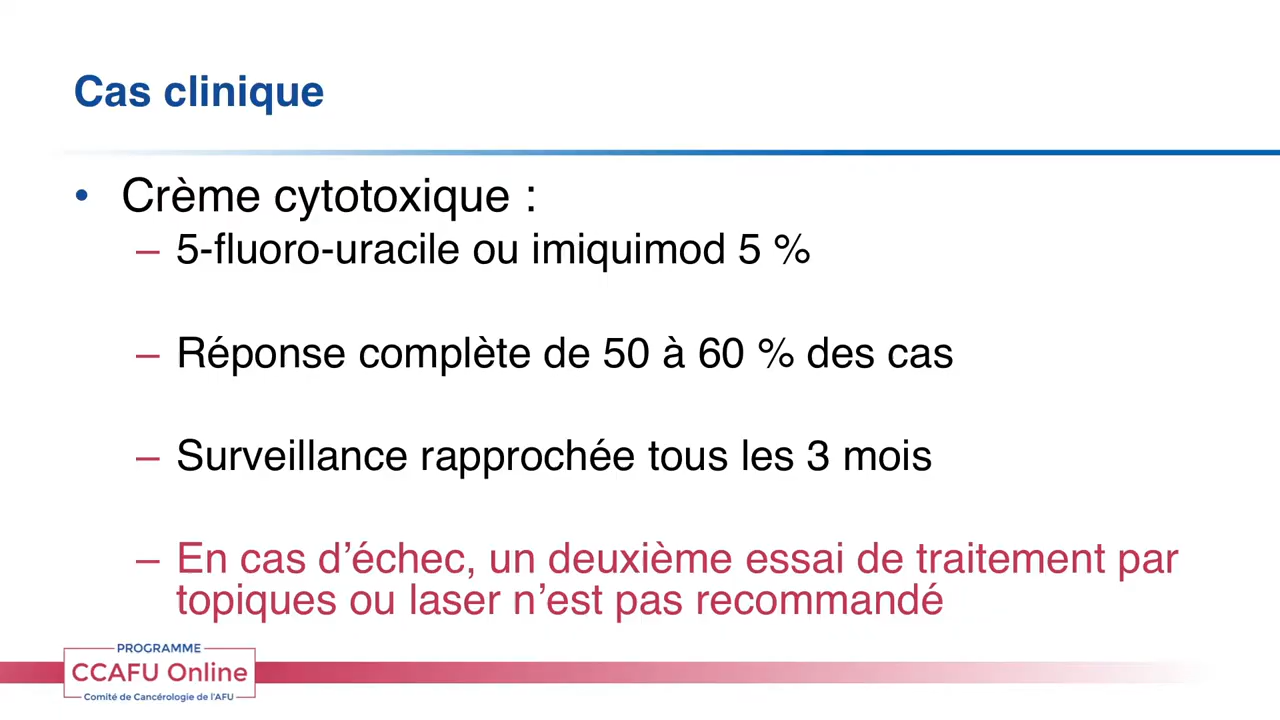 Cas clinique
• Crème cytotoxique :
– 5-fluoro-uracile ou imiquimod 5 %
– Réponse complète de 50 à 60 % des cas
– Surveillance rapprochée tous les 3 mois
– En cas d’échec, un deuxième essai de traitement par
topiques ou laser n’est pas recommandé
PROGRAMME
CCAFU Online
Comité de Cancérologie de l'AFU